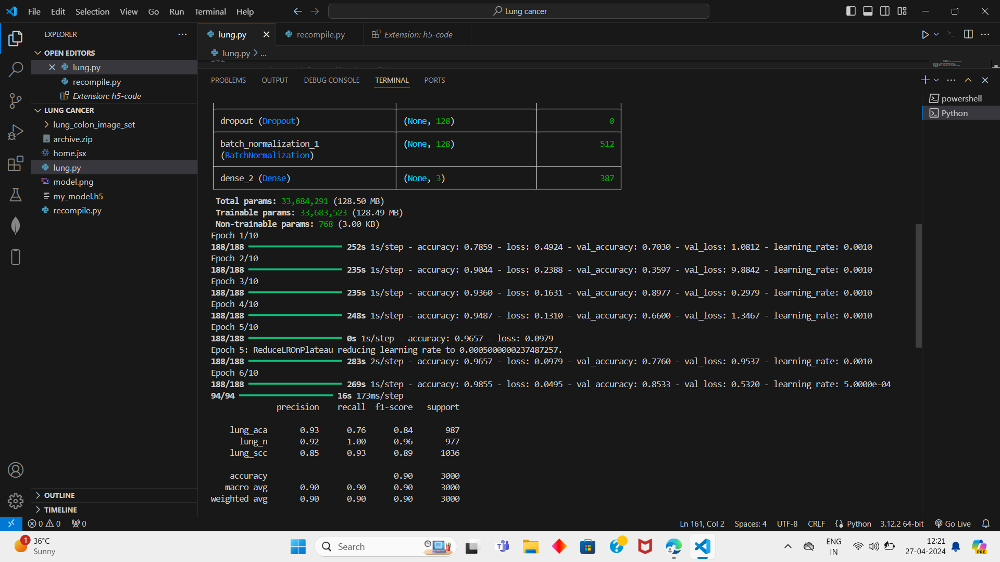 File Edit Selection View Go Run Terminal Help
Lung cancer
EXPLORER
OPEN EDITORS
lung.py
recompile.py
Extension: h5-code
LUNG CANCER
lung_colon_image_set
archive.zip
home.jsx
lung.py
model.png
my_model.h5
recompile.py
OUTLINE
TIMELINE
lung.py recompile.py Extension: h5-code
lung.py > ...
PROBLEMS OUTPUT DEBUG CONSOLE TERMINAL PORTS
powershell
Python
dropout (Dropout) (None, 128) 0
batch_normalization_1 (None, 128) 512
(BatchNormalization)
dense_2 (Dense) (None, 3) 387
Total params: 33,684,291 (128.50 MB)
Trainable params: 33,683,523 (128.49 MB)
Non-trainable params: 768 (3.00 KB)
Epoch 1/10
188/188 252s 1s/step - accuracy: 0.7859 - loss: 0.4924 - val_accuracy: 0.7030 - val_loss: 1.0812 - learning_rate: 0.0010
Epoch 2/10
188/188 235s 1s/step - accuracy: 0.9044 - loss: 0.2388 - val_accuracy: 0.3597 - val_loss: 9.8842 - learning_rate: 0.0010
Epoch 3/10
188/188 235s 1s/step - accuracy: 0.9360 - loss: 0.1631 - val_accuracy: 0.8977 - val_loss: 0.2979 - learning_rate: 0.0010
Epoch 4/10
188/188 248s 1s/step - accuracy: 0.9487 - loss: 0.1310 - val_accuracy: 0.6600 - val_loss: 1.3467 - learning_rate: 0.0010
Epoch 5/10
188/188 0s 1s/step - accuracy: 0.9657 - loss: 0.0979
Epoch 5: ReduceLROnPlateau reducing learning rate to 0.0005000000237487257.
188/188 283s 2s/step - accuracy: 0.9657 - loss: 0.0979 - val_accuracy: 0.7760 - val_loss: 0.9537 - learning_rate: 0.0010
Epoch 6/10
188/188 269s 1s/step - accuracy: 0.9855 - loss: 0.0495 - val_accuracy: 0.8533 - val_loss: 0.5320 - learning_rate: 5.0000e-04
94/94 16s 173ms/step
precision recall f1-score support
lung_aca 0.93 0.76 0.84 987
lung_n 0.92 1.00 0.96 977
lung_scc 0.85 0.93 0.89 1036
accuracy 0.90 3000
macro avg 0.90 0.90 0.90 3000
weighted avg 0.90 0.90 0.90 3000
0 0 0
Ln 161, Col 2 Spaces: 4 UTF-8 CRLF Python 3.12.2 64-bit Go Live
1
36°C
Sunny
Search
PRE
ENG
IN
12:21
27-04-2024